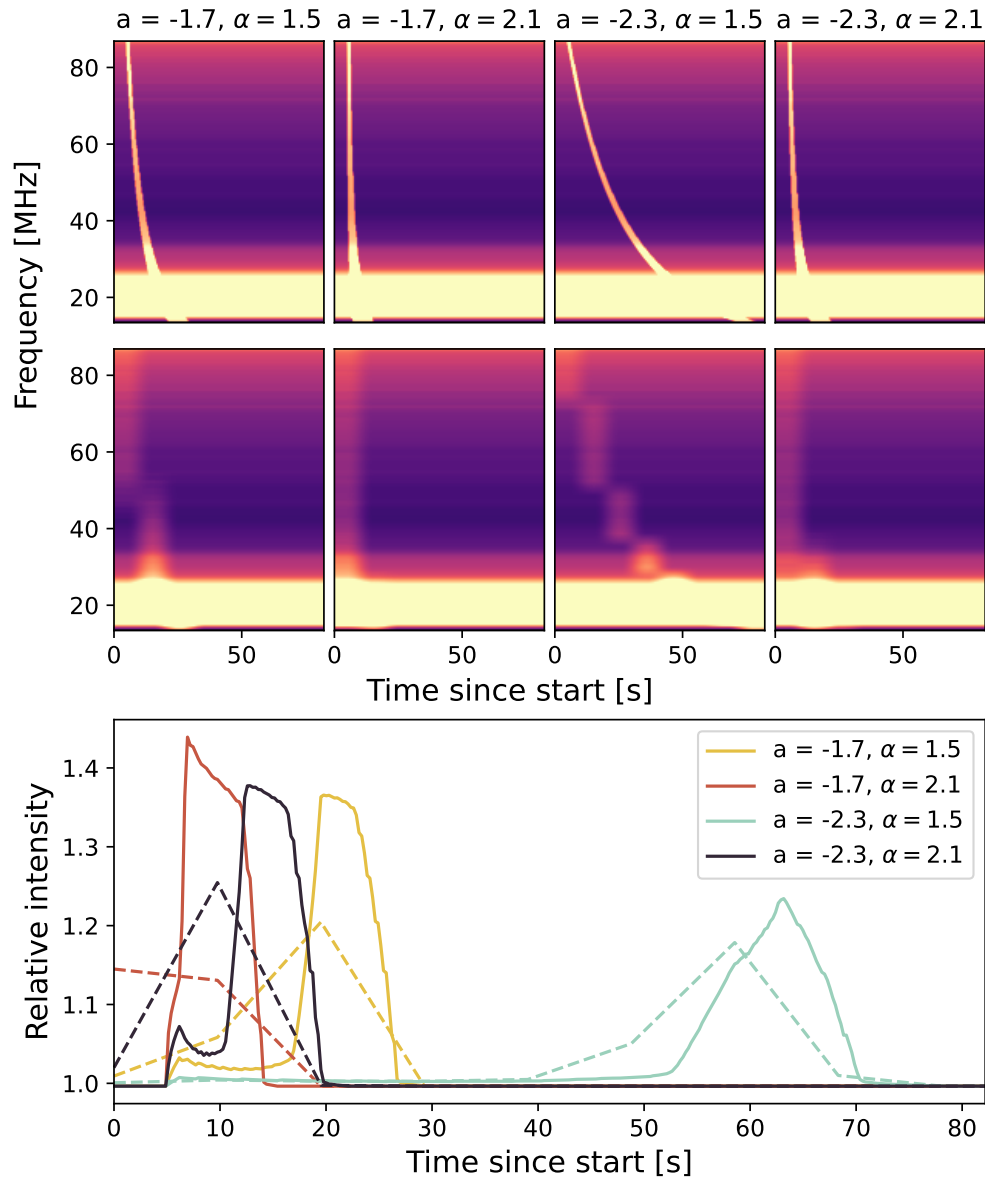 a = -1.7, α = 1.5
a = -1.7, α = 2.1
a = -2.3, α = 1.5
a = -2.3, α = 2.1
Frequency [MHz]
80
60
40
20
80
60
40
20
0
50
0
50
0
50
0
50
Time since start [s]
Relative intensity
1.4
1.3
1.2
1.1
1.0
a = -1.7, α = 1.5
a = -1.7, α = 2.1
a = -2.3, α = 1.5
a = -2.3, α = 2.1
0
10
20
30
40
50
60
70
80
Time since start [s]